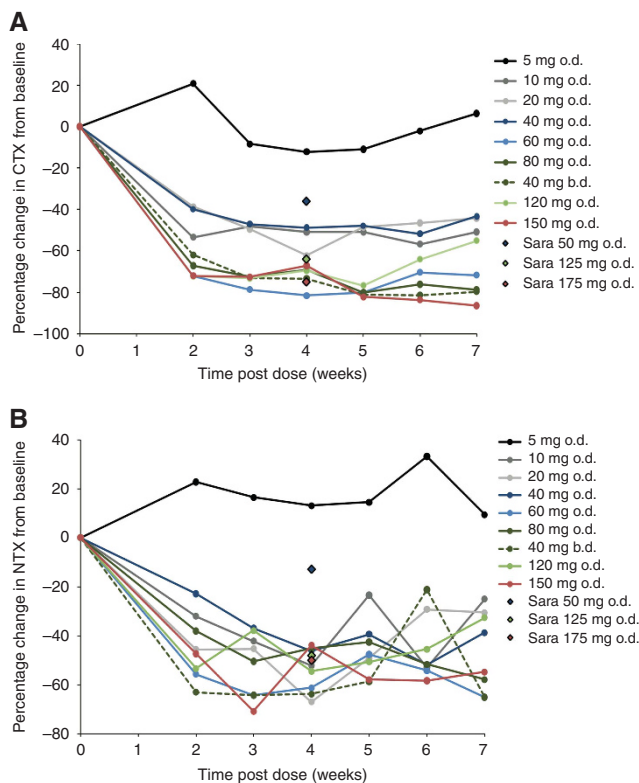 A
Percentage change in CTX from baseline
40
20
0
–20
–40
–60
–80
–100
0 1 2 3 4 5 6 7
Time post dose (weeks)
5 mg o.d.
10 mg o.d.
20 mg o.d.
40 mg o.d.
60 mg o.d.
80 mg o.d.
40 mg b.d.
120 mg o.d.
150 mg o.d.
Sara 50 mg o.d.
Sara 125 mg o.d.
Sara 175 mg o.d.
B
Percentage change in NTX from baseline
40
20
0
–20
–40
–60
–80
0 1 2 3 4 5 6 7
Time post dose (weeks)
5 mg o.d.
10 mg o.d.
20 mg o.d.
40 mg o.d.
60 mg o.d.
80 mg o.d.
40 mg b.d.
120 mg o.d.
150 mg o.d.
Sara 50 mg o.d.
Sara 125 mg o.d.
Sara 175 mg o.d.